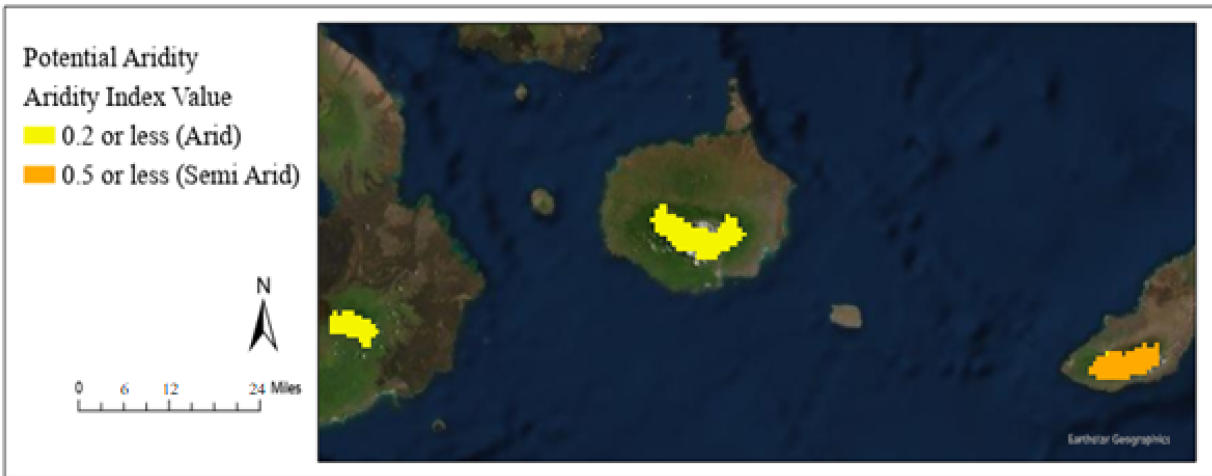 Potential Aridity
Aridity Index Value
0.2 or less (Arid)
0.5 or less (Semi Arid)
N
0 6 12 24 Miles
Earthstar Geographics